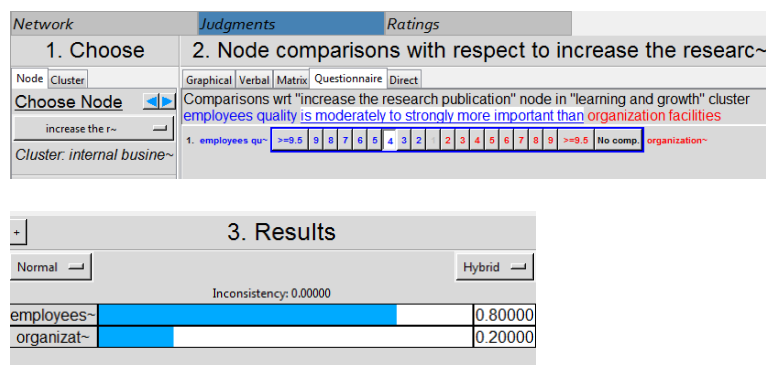 Network Judgments Ratings
1. Choose 2. Node comparisons with respect to increase the researc~
Node Cluster Graphical Verbal Matrix Questionnaire Direct
Choose Node Comparisons wrt "increase the research publication" node in "learning and growth" cluster
employees quality is moderately to strongly more important than organization facilities
increase the r~ 1. employees qu~ >=9.5 9 8 7 6 5 4 3 2 2 3 4 5 6 7 8 9 >=9.5 No comp. organization~
Cluster: internal busine~
+ 3. Results
Normal Hybrid
Inconsistency: 0.00000
employees~ 0.80000
organizat~ 0.20000